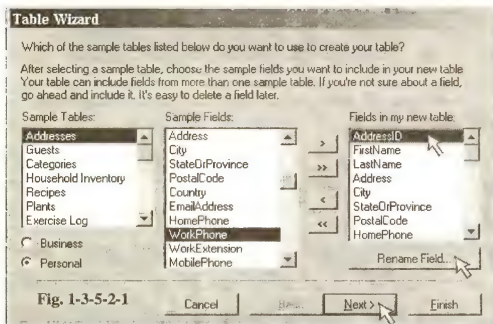 Table Wizard
Which of the sample tables listed below do you want to use to create your table?
After selecting a sample table, choose the sample fields you want to include in your new table
Your table can include fields from more than one sample table. If you're not sure about a field,
go ahead and include it. It's easy to delete a field later.
Sample Tables:
Addresses
Guests
Categories
Household Inventory
Recipes
Plants
Exercise Log
Business
Personal
Sample Fields:
Address
City
StateOrProvince
PostalCode
Country
EmailAddress
HomePhone
WorkPhone
WorkExtension
MobilePhone
>
>>
<
<<
Fields in my new table:
AddressID
FirstName
LastName
Address
City
StateOrProvince
PostalCode
HomePhone
Rename Field...
Fig. 1-3-5-2-1
Cancel
Next >
Finish